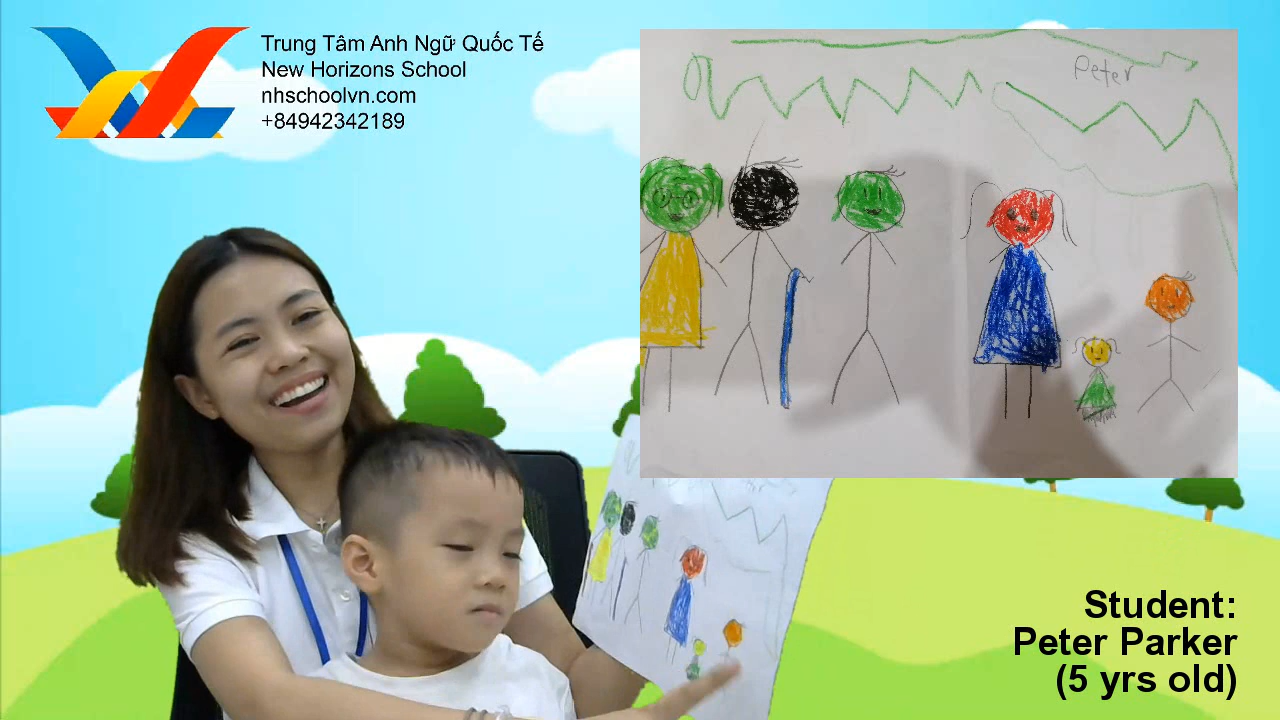 Trung Tâm Anh Ngữ Quốc Tế
New Horizons School
nhschoolvn.com
+84942342189
Peter
Student:
Peter Parker
(5 yrs old)